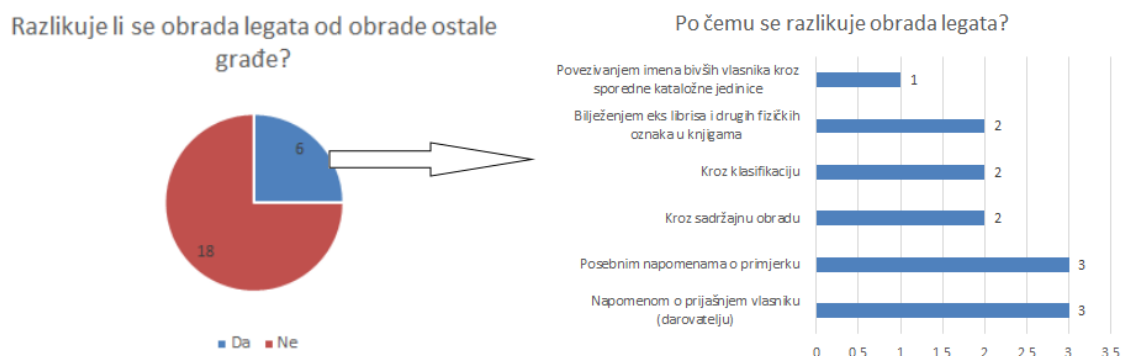 Razlikuje li se obrada legata od obrade ostale
građe?
6
18
Da Ne
Po čemu se razlikuje obrada legata?
Povezivanjem imena bivših vlasnika kroz
sporedne kataložne jedinice
1
Bilježenjem eks librisa i drugih fizičkih
oznaka u knjigama
2
Kroz klasifikaciju
2
Kroz sadržajnu obradu
2
Posebnim napomenama o primjerku
3
Napomenom o prijašnjem vlasniku
(darovatelju)
3
0 0.5 1 1.5 2 2.5 3 3.5